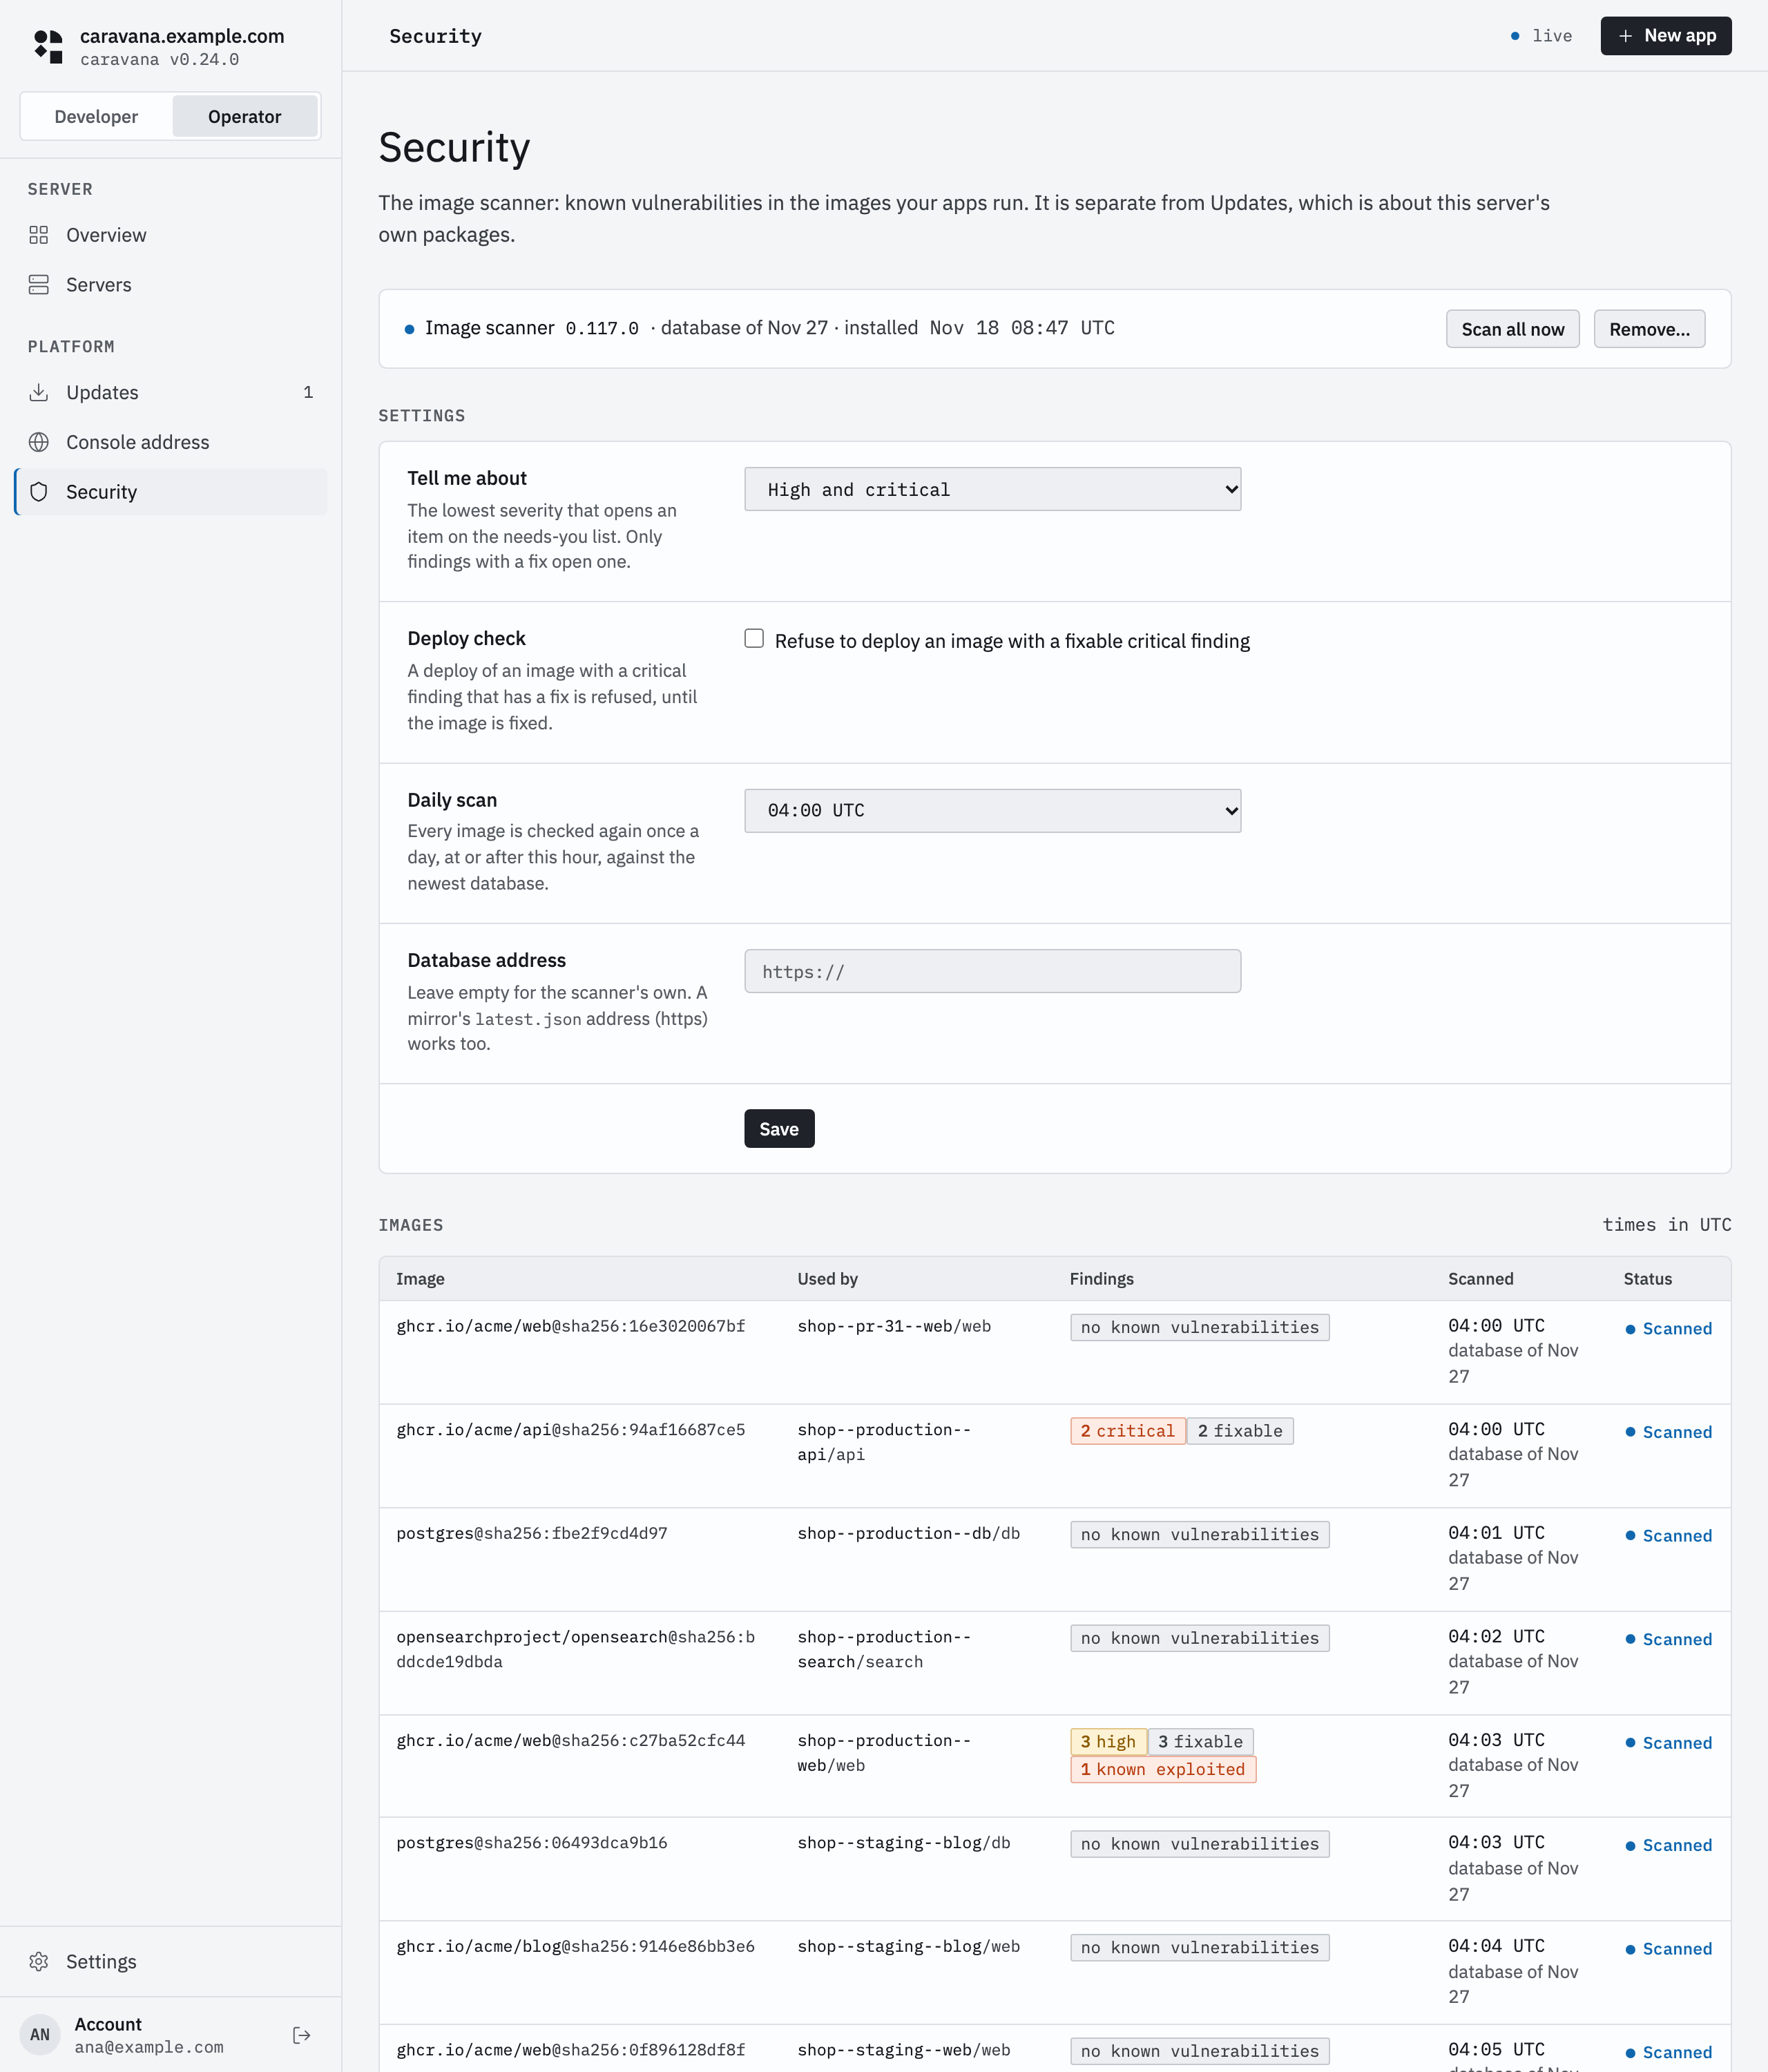 caravana.example.com
caravana v0.24.0
Developer
Operator
SERVER
Overview
Servers
PLATFORM
Updates
1
Console address
Security
Settings
AN
Account
ana@example.com
Security
live
New app
Security
The image scanner: known vulnerabilities in the images your apps run. It is separate from Updates, which is about this server's
own packages.
Image scanner 0.117.0 · database of Nov 27 · installed Nov 18 08:47 UTC
Scan all now
Remove...
SETTINGS
Tell me about
The lowest severity that opens an
item on the needs-you list. Only
findings with a fix open one.
High and critical
Deploy check
A deploy of an image with a critical
finding that has a fix is refused, until
the image is fixed.
Refuse to deploy an image with a fixable critical finding
Daily scan
Every image is checked again once a
day, at or after this hour, against the
newest database.
04:00 UTC
Database address
Leave empty for the scanner's own. A
mirror's latest.json address (https)
works too.
https://
Save
IMAGES
times in UTC
Image
Used by
Findings
Scanned
Status
ghcr.io/acme/web@sha256:16e3020067bf
shop--pr-31--web/web
no known vulnerabilities
04:00 UTC
database of Nov
27
Scanned
ghcr.io/acme/api@sha256:94af16687ce5
shop--production--
api/api
2 critical
2 fixable
04:00 UTC
database of Nov
27
Scanned
postgres@sha256:fbe2f9cd4d97
shop--production--db/db
no known vulnerabilities
04:01 UTC
database of Nov
27
Scanned
opensearchproject/opensearch@sha256:b
ddcde19dbda
shop--production--
search/search
no known vulnerabilities
04:02 UTC
database of Nov
27
Scanned
ghcr.io/acme/web@sha256:c27ba52cfc44
shop--production--
web/web
3 high
3 fixable
1 known exploited
04:03 UTC
database of Nov
27
Scanned
postgres@sha256:06493dca9b16
shop--staging--blog/db
no known vulnerabilities
04:03 UTC
database of Nov
27
Scanned
ghcr.io/acme/blog@sha256:9146e86bb3e6
shop--staging--blog/web
no known vulnerabilities
04:04 UTC
database of Nov
27
Scanned
ghcr.io/acme/web@sha256:0f896128df8f
shop--staging--web/web
no known vulnerabilities
04:05 UTC
Scanned